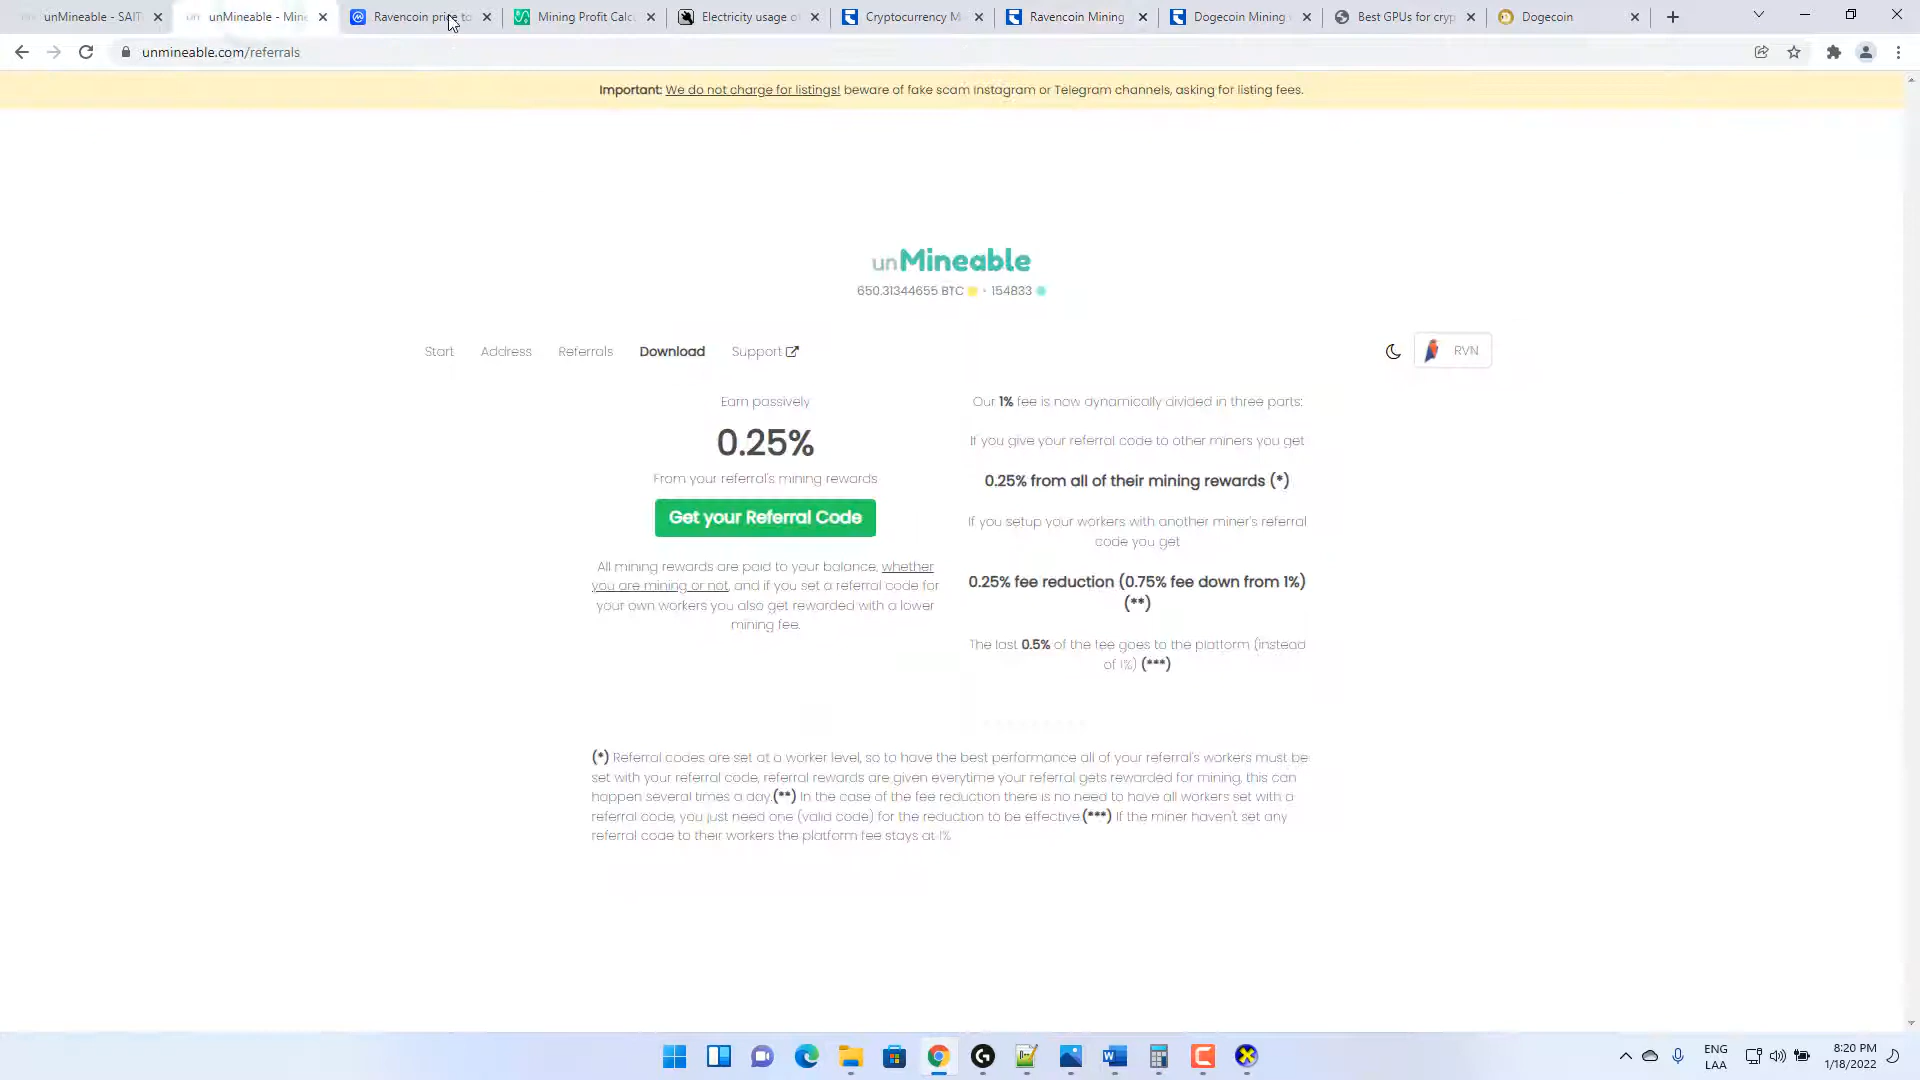 unMineable - SAIT
unMineable - Mine
Ravencoin price to
Mining Profit Calc
Electricity usage o
Cryptocurrency M
Ravencoin Mining
Dogecoin Mining
Best GPUs for cryp
Dogecoin
unmineable.com/referrals
Important: We do not charge for listings! beware of fake scam Instagram or Telegram channels, asking for listing fees.
unMineable
650.31344655 BTC • 154833
Start Address Referrals Download Support
RVN
Earn passively
0.25%
From your referral's mining rewards
Get your Referral Code
All mining rewards are paid to your balance, whether
you are mining or not, and if you set a referral code for
your own workers you also get rewarded with a lower
mining fee.
Our 1% fee is now dynamically divided in three parts:
If you give your referral code to other miners you get
0.25% from all of their mining rewards (*)
If you setup your workers with another miner's referral
code you get
0.25% fee reduction (0.75% fee down from 1%)
(**)
The last 0.5% of the fee goes to the platform (instead
of 1%) (***)
(*) Referral codes are set at a worker level, so to have the best performance all of your referral's workers must be
set with your referral code, referral rewards are given everytime your referral gets rewarded for mining, this can
happen several times a day.(**) In the case of the fee reduction there is no need to have all workers set with a
referral code, you just need one (valid code) for the reduction to be effective (***) If the miner haven't set any
referral code to their workers the platform fee stays at 1%
ENG
LAA
8:20 PM
1/18/2022